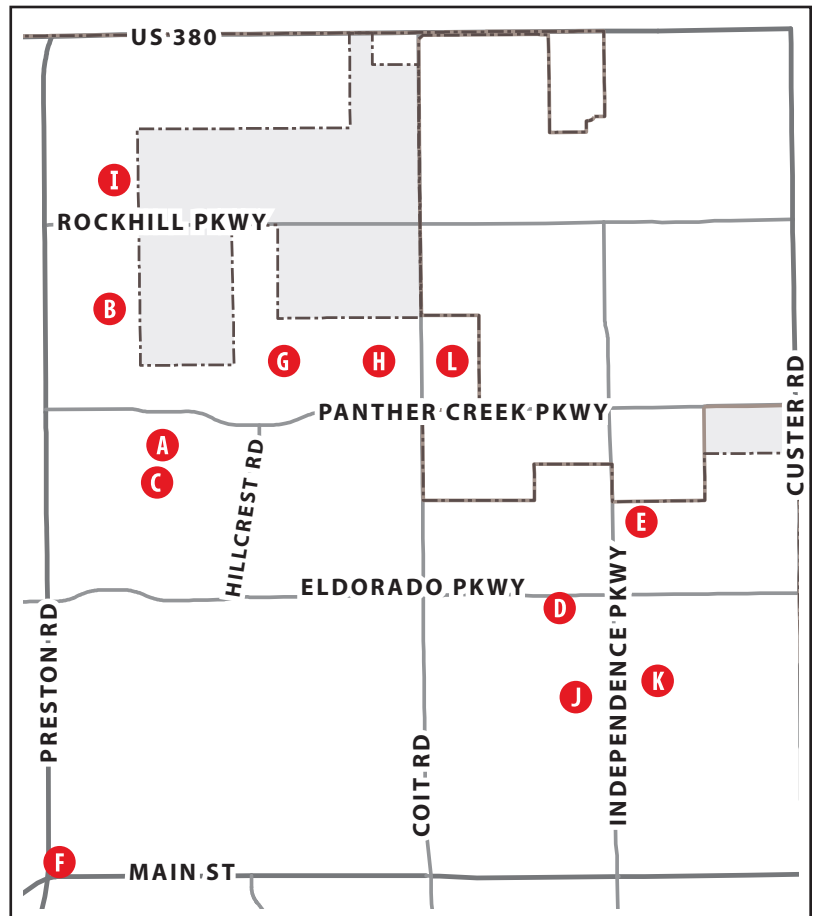 US 380
I
ROCKHILL PKWY
B
G
H
L
PANTHER CREEK PKWY
CUSTER RD
A
C
HILLCREST RD
E
ELDORADO PKWY
D
INDEPENDENCE PKWY
PRESTON RD
K
J
COIT RD
F
MAIN ST